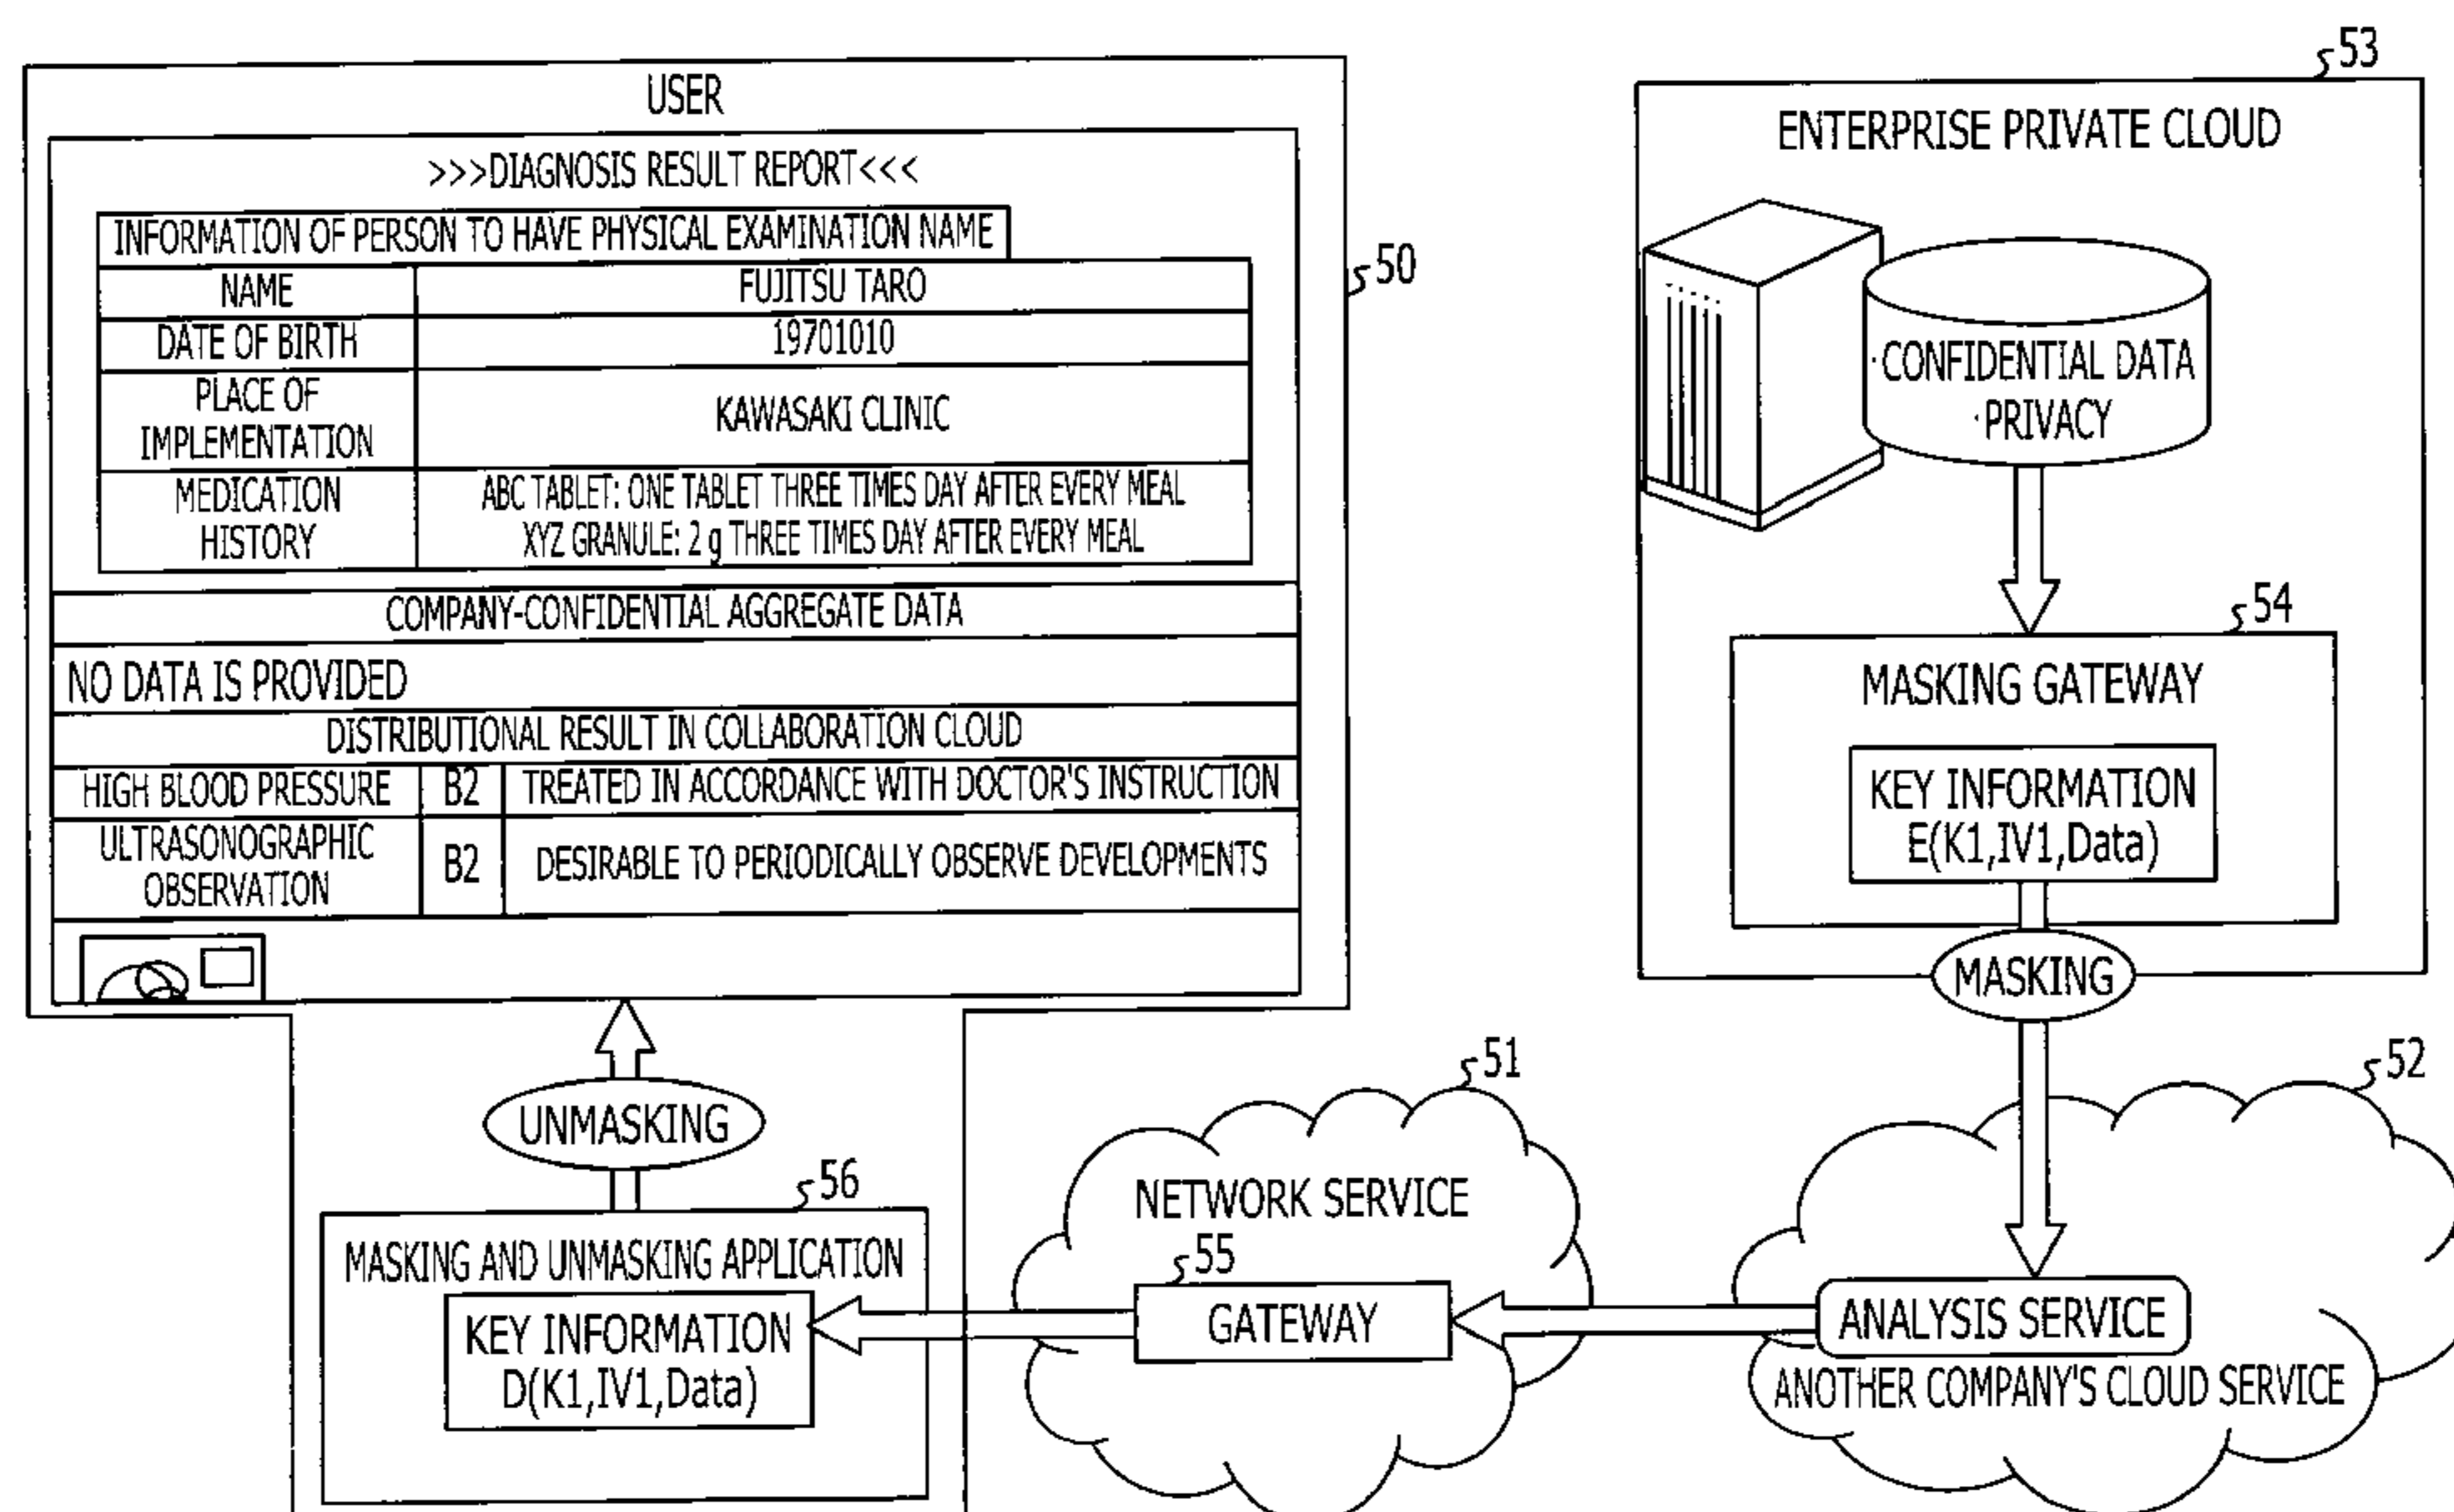 USER
>>>DIAGNOSIS RESULT REPORT<<<
INFORMATION OF PERSON TO HAVE PHYSICAL EXAMINATION NAME
NAME
FUJITSU TARO
DATE OF BIRTH
19701010
PLACE OF
IMPLEMENTATION
KAWASAKI CLINIC
MEDICATION
HISTORY
ABC TABLET: ONE TABLET THREE TIMES DAY AFTER EVERY MEAL
XYZ GRANULE: 2 g THREE TIMES DAY AFTER EVERY MEAL
COMPANY-CONFIDENTIAL AGGREGATE DATA
NO DATA IS PROVIDED
DISTRIBUTIONAL RESULT IN COLLABORATION CLOUD
HIGH BLOOD PRESSURE
B2
TREATED IN ACCORDANCE WITH DOCTOR'S INSTRUCTION
ULTRASONOGRAPHIC
OBSERVATION
B2
DESIRABLE TO PERIODICALLY OBSERVE DEVELOPMENTS
50
53
ENTERPRISE PRIVATE CLOUD
·CONFIDENTIAL DATA
·PRIVACY
54
MASKING GATEWAY
KEY INFORMATION
E(K1,IV1,Data)
MASKING
UNMASKING
56
MASKING AND UNMASKING APPLICATION
KEY INFORMATION
D(K1,IV1,Data)
51
NETWORK SERVICE
55
GATEWAY
52
ANALYSIS SERVICE
ANOTHER COMPANY'S CLOUD SERVICE